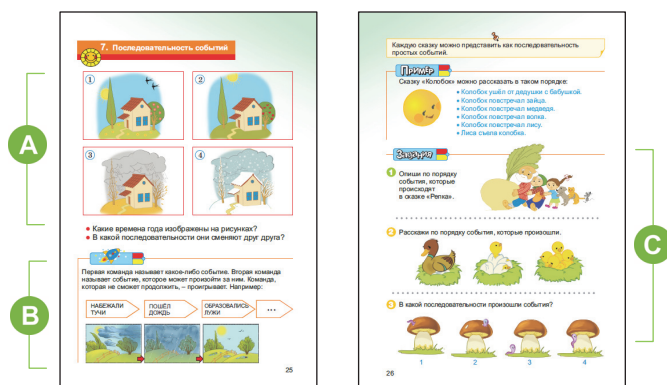 A
B
C
7. Последовательность событий
1
2
3
4
• Какие времена года изображены на рисунках?
• В какой последовательности они сменяют друг друга?
Первая команда называет какое-либо событие. Вторая команда
называет событие, которое может произойти за ним. Команда,
которая не сможет продолжить, – проигрывает. Например:
НАБЕЖАЛИ
ТУЧИ
ПОШЁЛ
ДОЖДЬ
ОБРАЗОВАЛИСЬ
ЛУЖИ
...
25
Каждую сказку можно представить как последовательность
простых событий.
Пример
Сказку «Колобок» можно рассказать в таком порядке:
• Колобок ушёл от дедушки с бабушкой.
• Колобок повстречал зайца.
• Колобок повстречал медведя.
• Колобок повстречал волка.
• Колобок повстречал лису.
• Лиса съела колобка.
Задания
1 Опиши по порядку
события, которые
происходят
в сказке «Репка».
2 Расскажи по порядку события, которые произошли.
3 В какой последовательности произошли события?
1 2 3 4
26